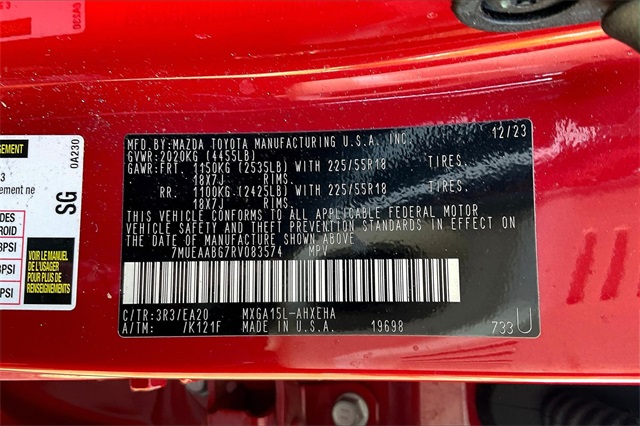 MFD.BY:MAZDA TOYOTA MANUFACTURING U.S.A. INC. 12/23
GVWR:2020KG (4455LB)
GAWR:FRT. 1150KG (2535LB) WITH 225/55R18 TIRES.
18X7J RIMS.
RR. 1100KG (2425LB) WITH 225/55R18 TIRES.
18X7J RIMS.
THIS VEHICLE CONFORMS TO ALL APPLICABLE FEDERAL MOTOR
VEHICLE SAFETY AND THEFT PREVENTION STANDARDS IN EFFECT ON
THE DATE OF MANUFACTURE SHOWN ABOVE.
7MUEAABG7RV083574 MPV
C/TR:3R3/EA20 MXGA15L-AHXEHA
A/TM: /K121F MADE IN U.S.A. 19698 733U
0A230
SG
VOIR LE MANUEL
DE L'USAGER
POUR PLUS DE
RENSEIGNEMENTS